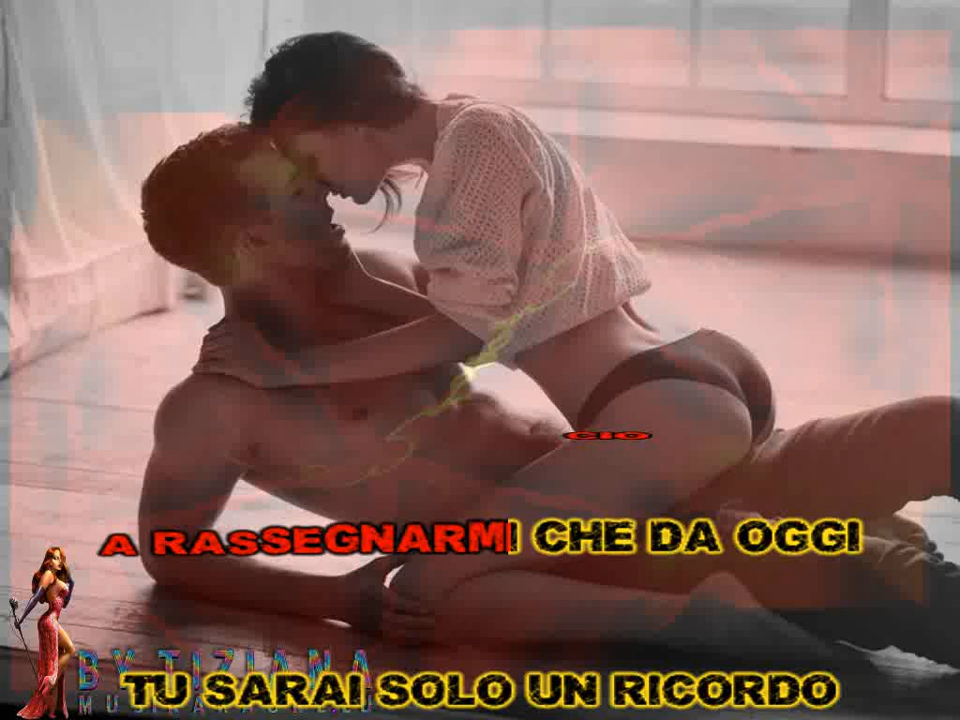 CIO
A RASSEGNARMI CHE DA OGGI
BY TIZIANA
TU SARAI SOLO UN RICORDO